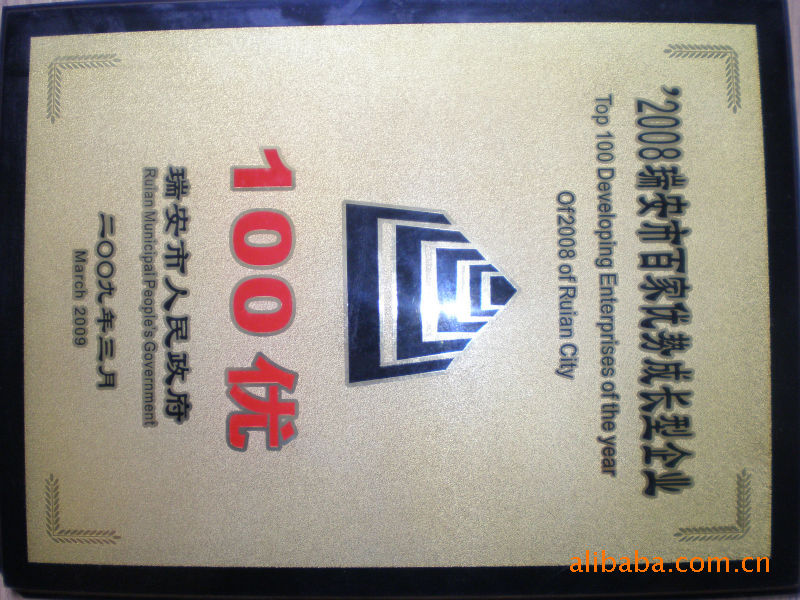 '2008瑞安市百家优势成长型企业
Top 100 Developing Enterprises of the year
Of2008 of Ruian City
100优
瑞安市人民政府
Ruian Municipal People's Government
二〇〇九年三月
March 2009
alibaba.com.cn